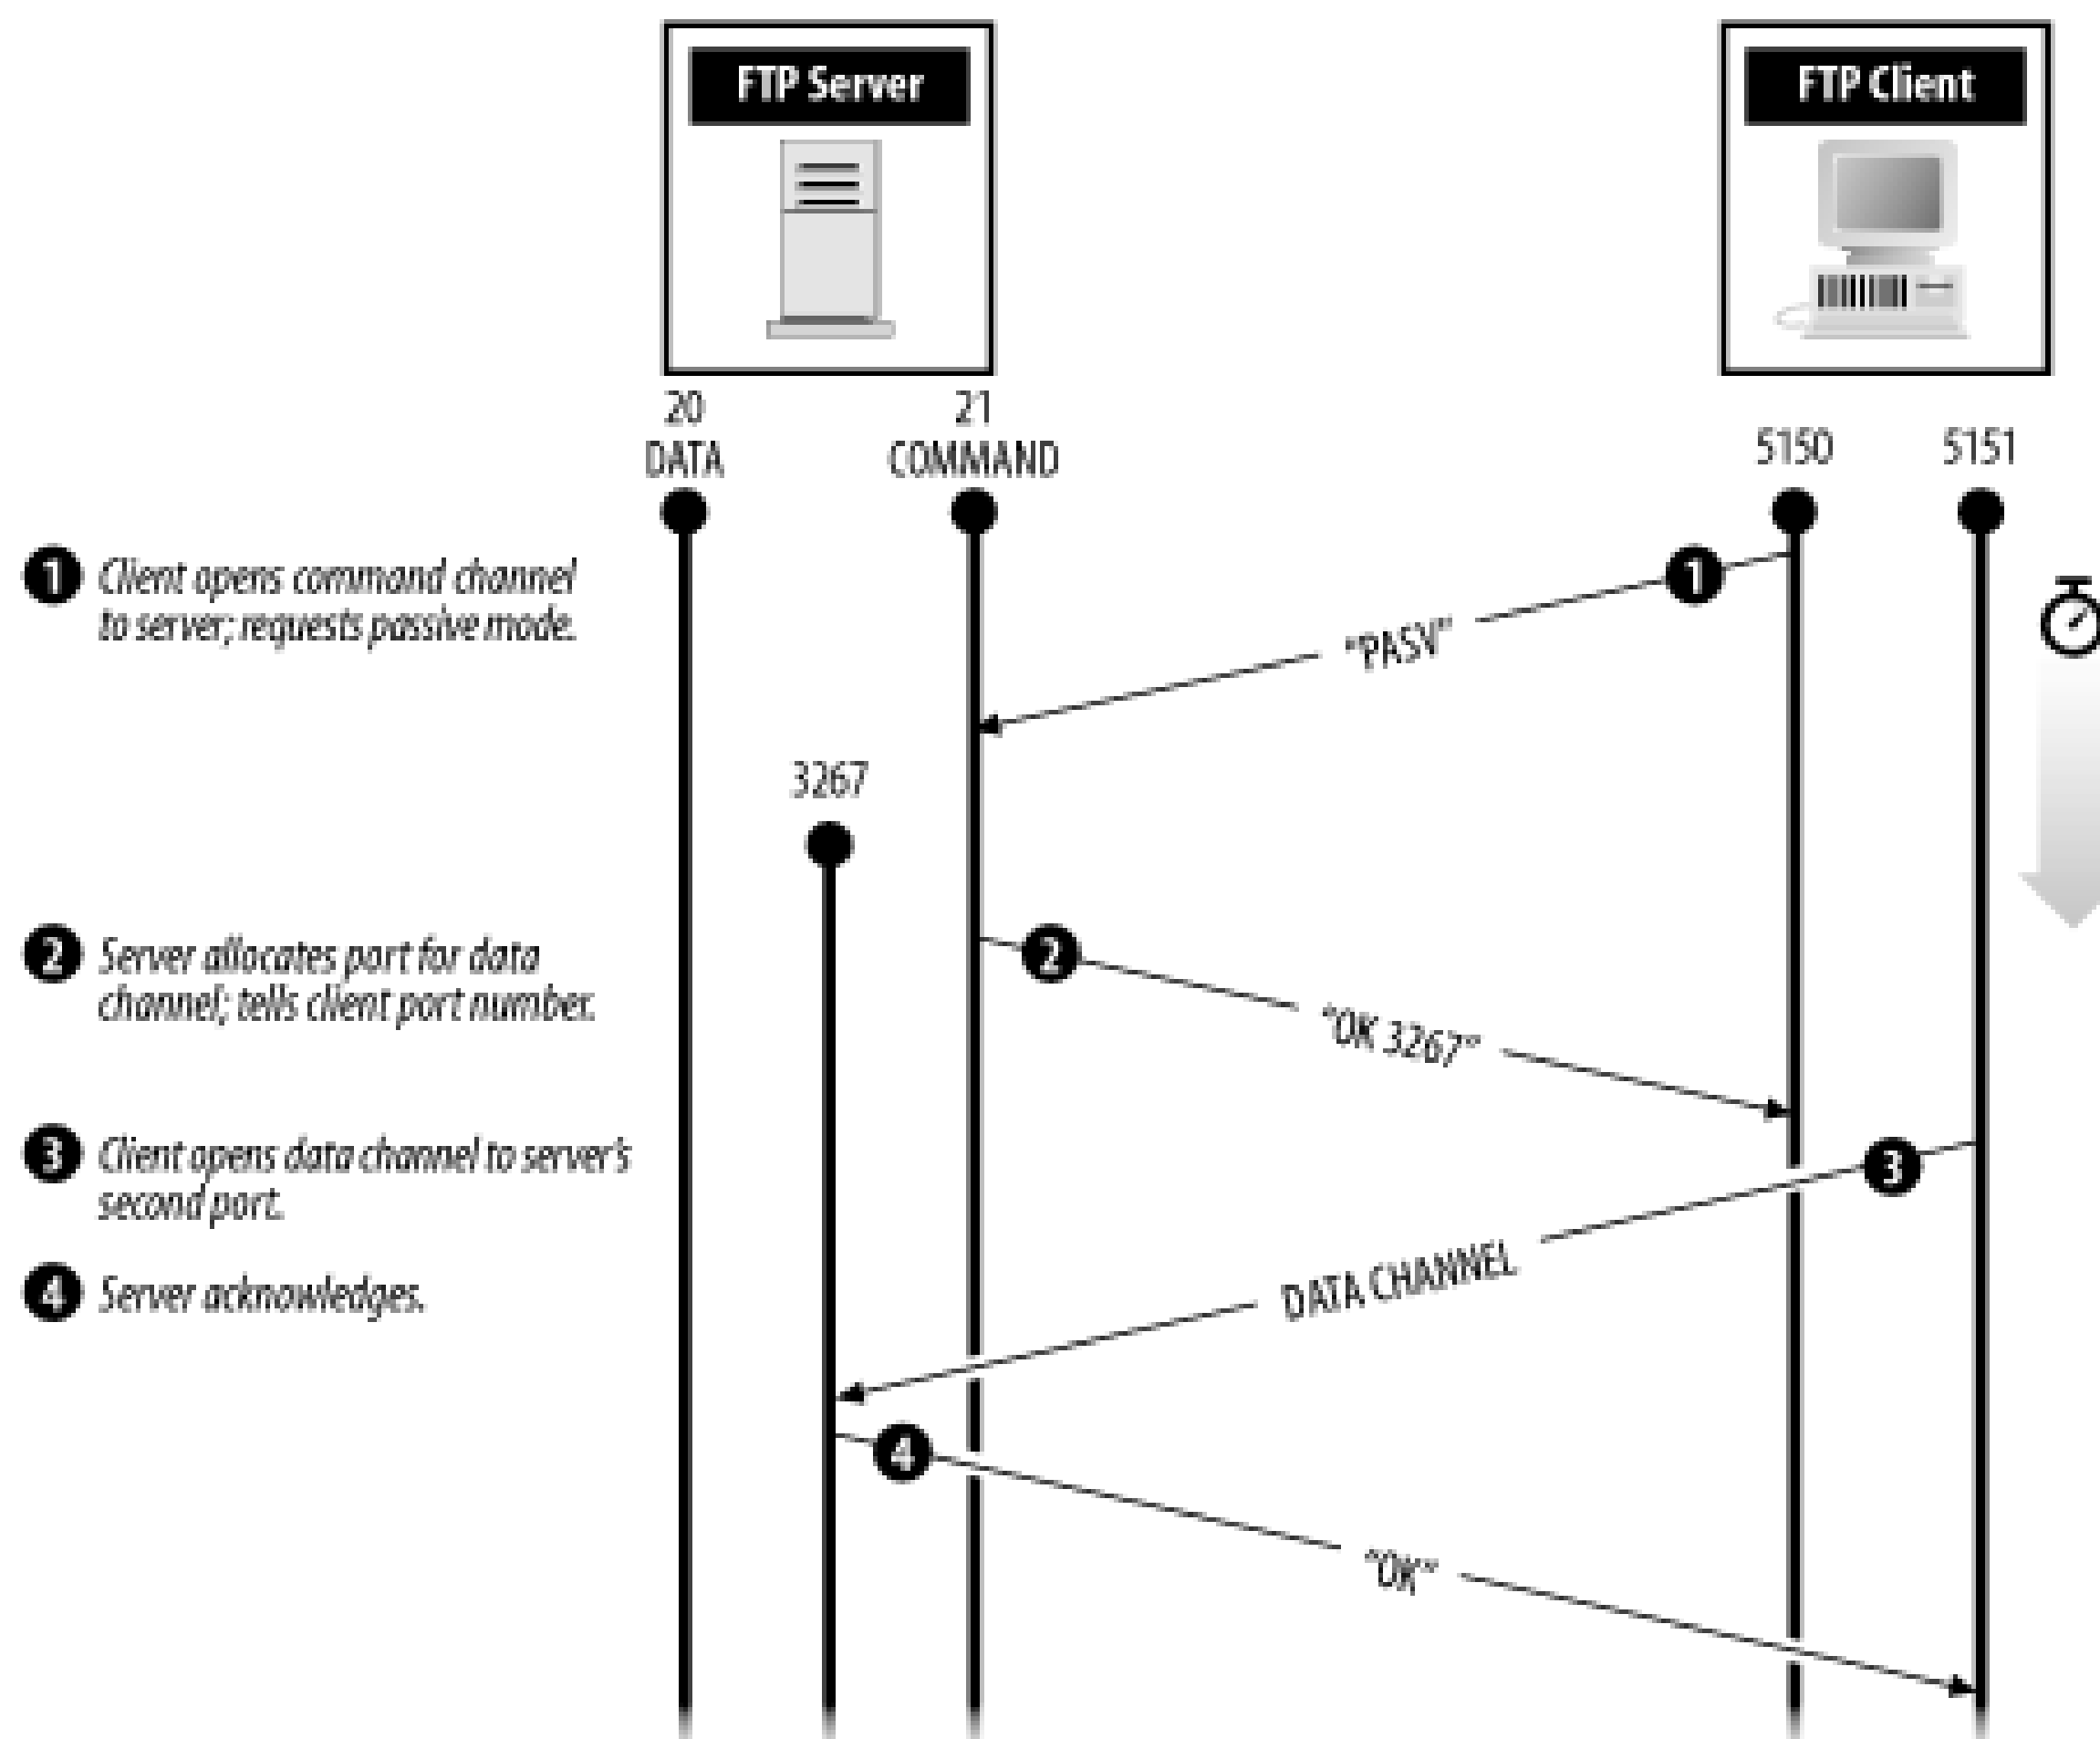 FTP Server
FTP Client
20
DATA
21
COMMAND
5150
5151
1 Client opens command channel
to server; requests passive mode.
1
"PASV"
3267
2 Server allocates port for data
channel; tells client port number.
2
"OK 3267"
3 Client opens data channel to server's
second port.
3
DATA CHANNEL
4 Server acknowledges.
4
"OK"